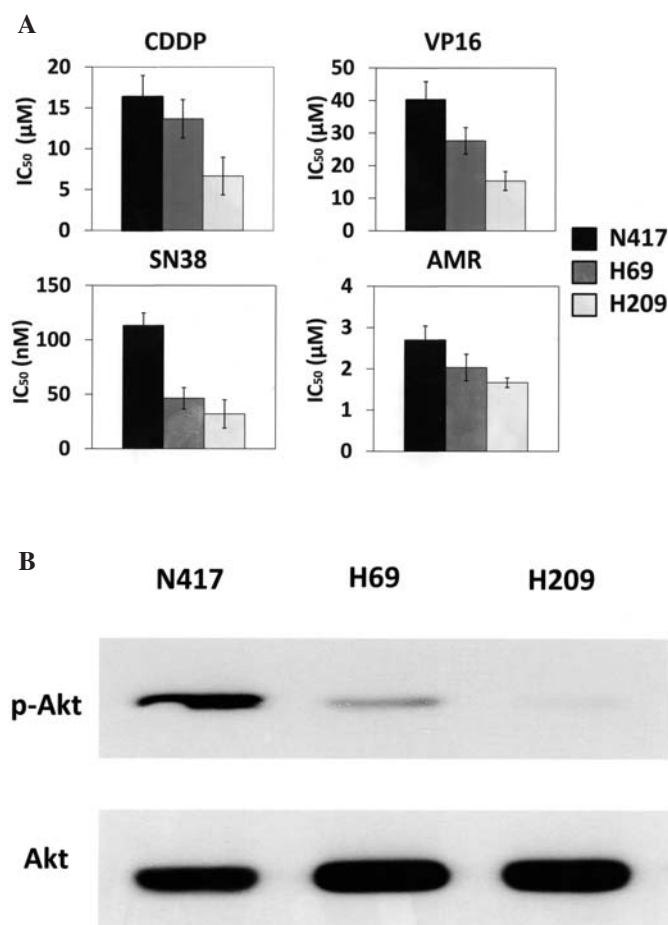 A
CDDP
20
15
10
5
0
IC₅₀ (μM)
N417
H69
H209
VP16
50
40
30
20
10
0
IC₅₀ (μM)
SN38
150
100
50
0
IC₅₀ (nM)
AMR
4
3
2
1
0
IC₅₀ (μM)
B
N417 H69 H209
p-Akt
Akt